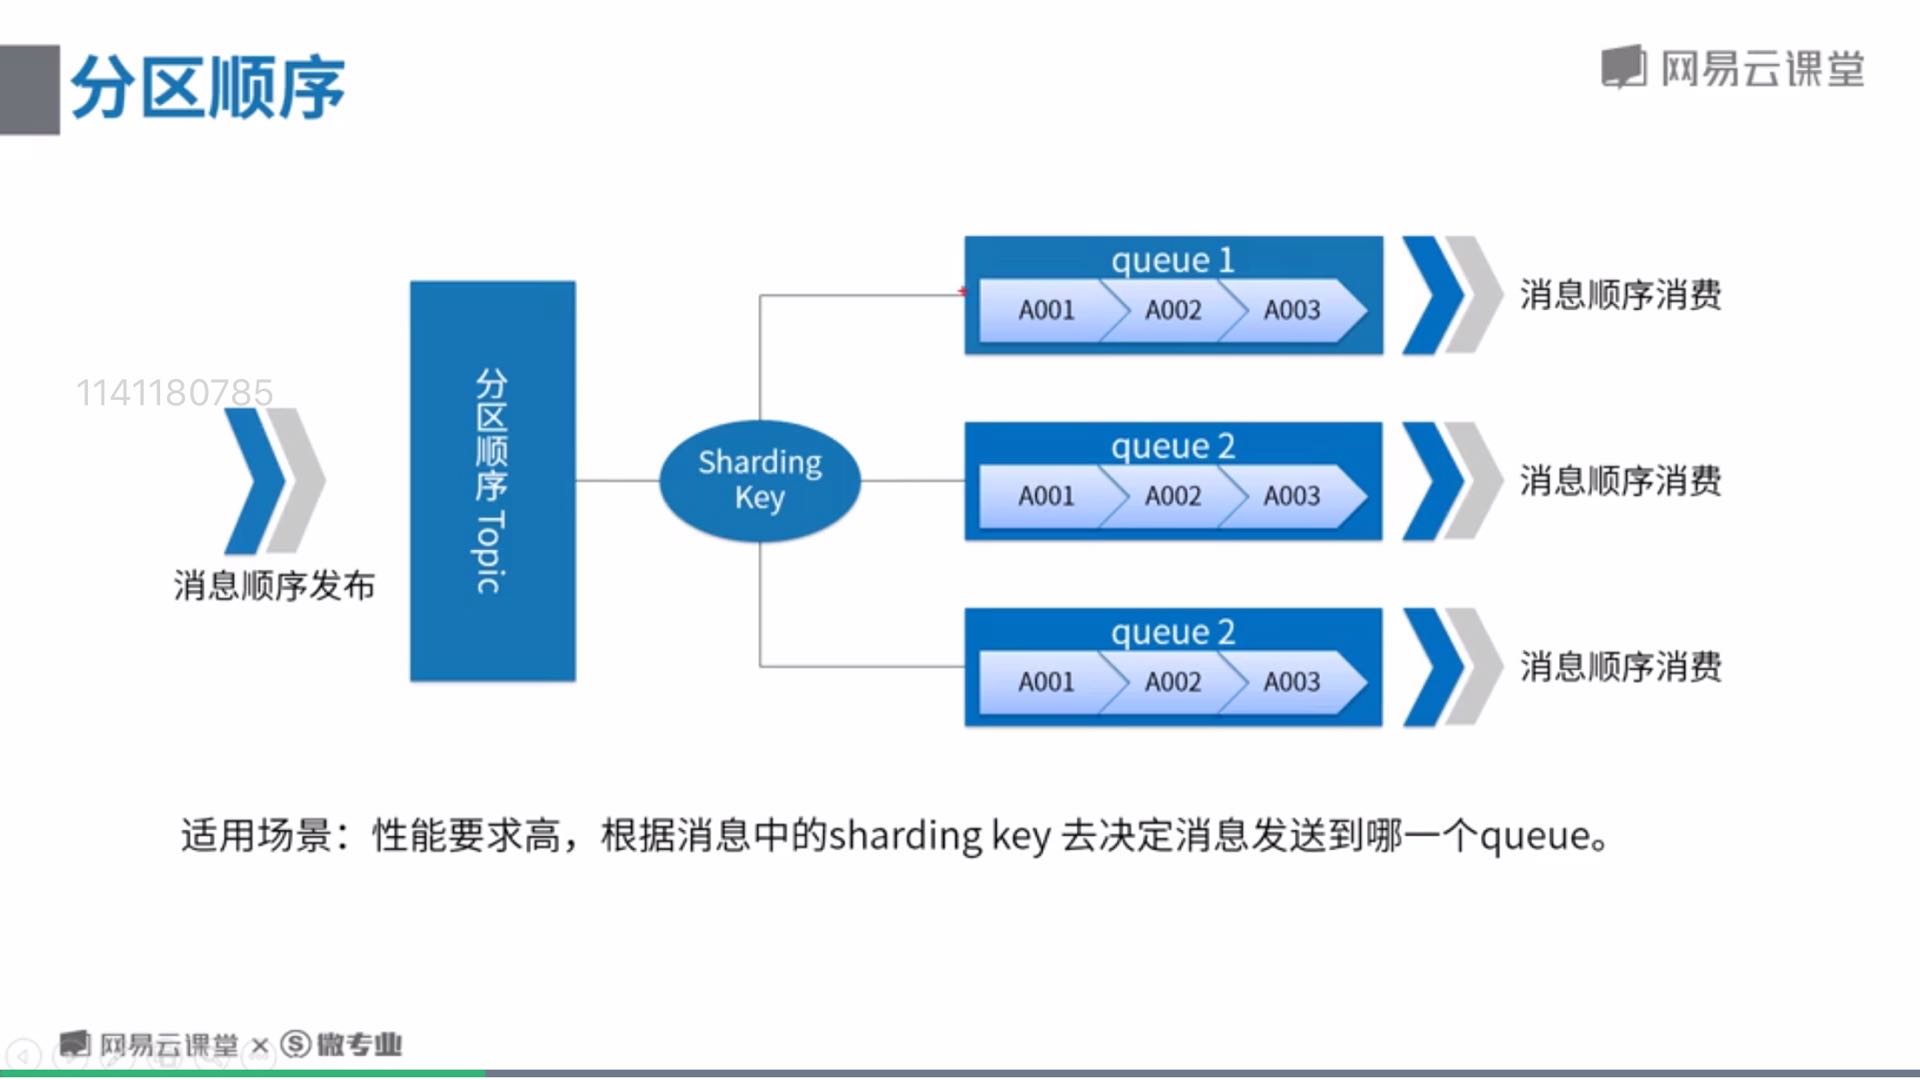 分区顺序
网易云课堂
1141180785
消息顺序发布
分区顺序 Topic
Sharding
Key
queue 1
A001 A002 A003
消息顺序消费
queue 2
A001 A002 A003
消息顺序消费
queue 2
A001 A002 A003
消息顺序消费
适用场景：性能要求高，根据消息中的sharding key 去决定消息发送到哪一个queue。
网易云课堂 × 微专业